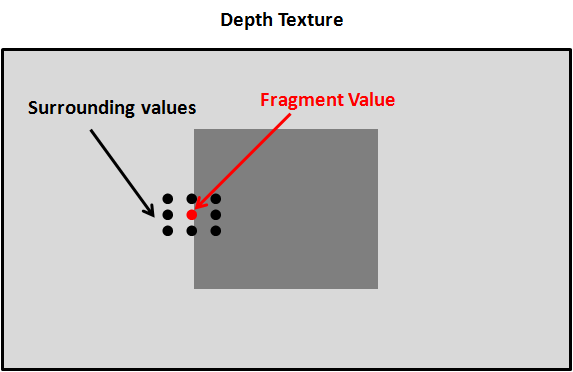 Depth Texture
Fragment Value
Surrounding values